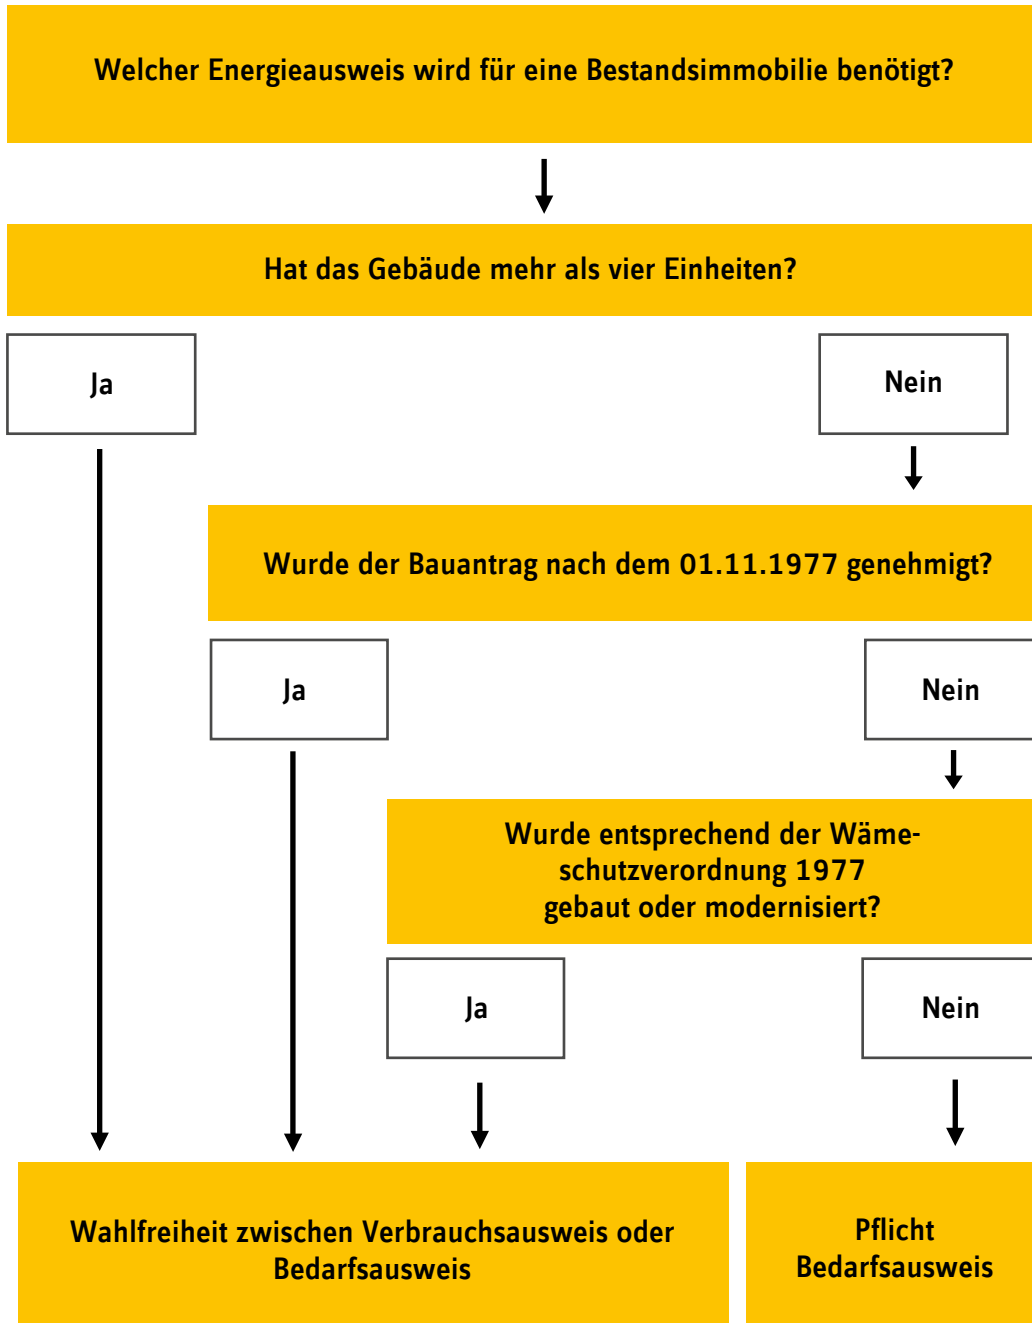 Welcher Energieausweis wird für eine Bestandsimmobilie benötigt?
Hat das Gebäude mehr als vier Einheiten?
Ja
Nein
Wurde der Bauantrag nach dem 01.11.1977 genehmigt?
Ja
Nein
Wurde entsprechend der Wäme-
schutzverordnung 1977
gebaut oder modernisiert?
Ja
Nein
Wahlfreiheit zwischen Verbrauchsausweis oder
Bedarfsausweis
Pflicht
Bedarfsausweis